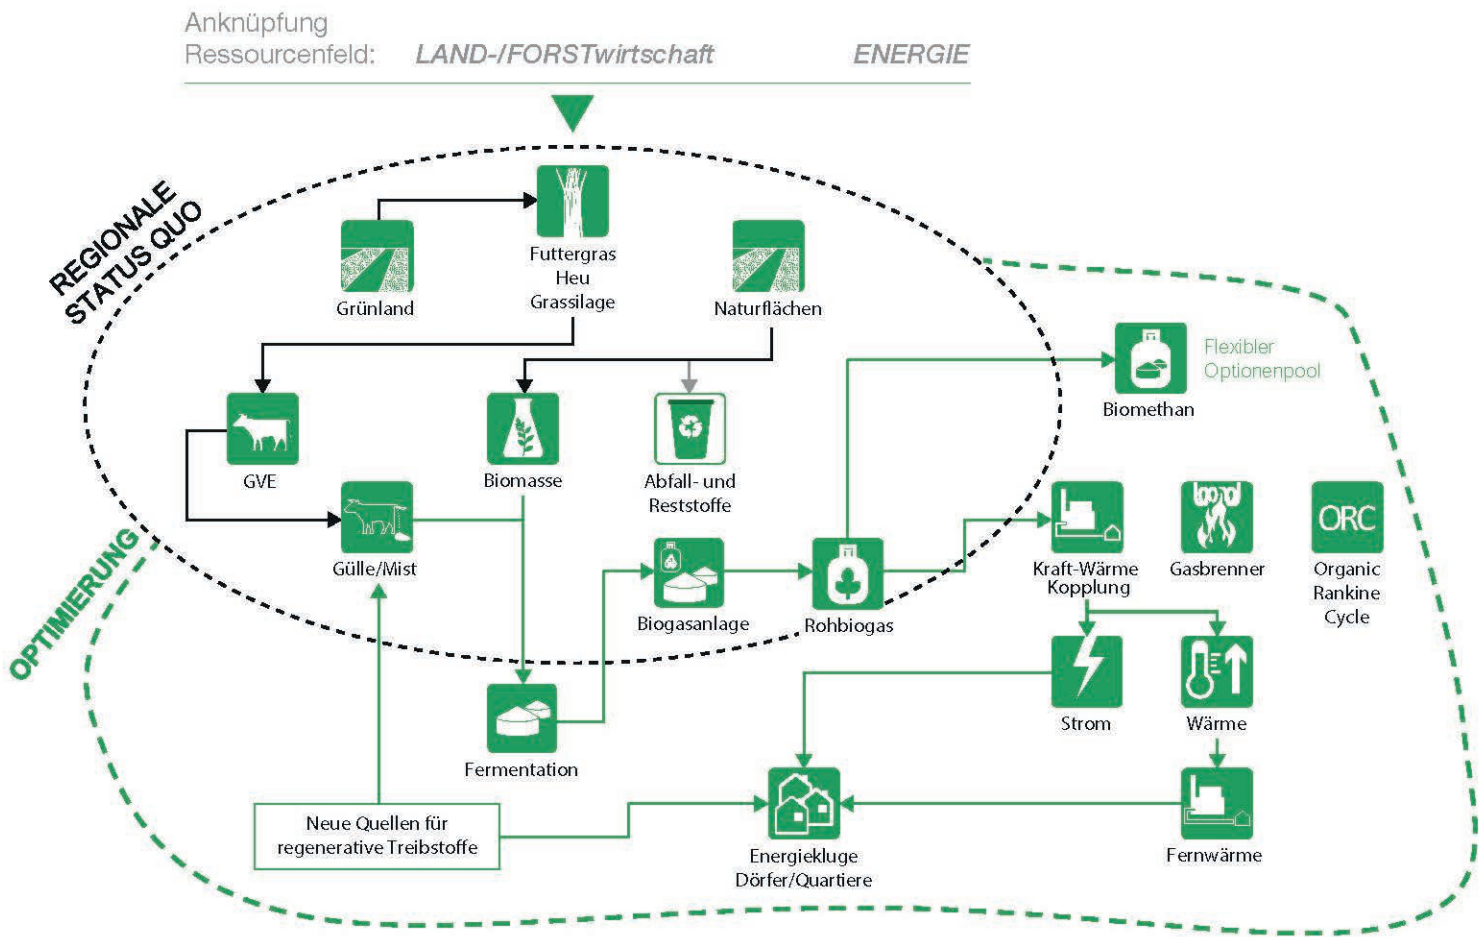 Anknüpfung
Ressourcenfeld: LAND-/FORSTwirtschaft ENERGIE
REGIONALE
STATUS QUO
Futtergras
Heu
Grassilage
Grünland
Naturflächen
Flexibler
Optionenpool
Biomethan
GVE
Biomasse
Abfall- und
Reststoffe
ORC
Gülle/Mist
Kraft-Wärme
Kopplung
Gasbrenner
Organic
Rankine
Cycle
OPTIMIERUNG
Biogasanlage
Rohbiogas
Strom
Wärme
Fermentation
Neue Quellen für
regenerative Treibstoffe
Energiekluge
Dörfer/Quartiere
Fernwärme